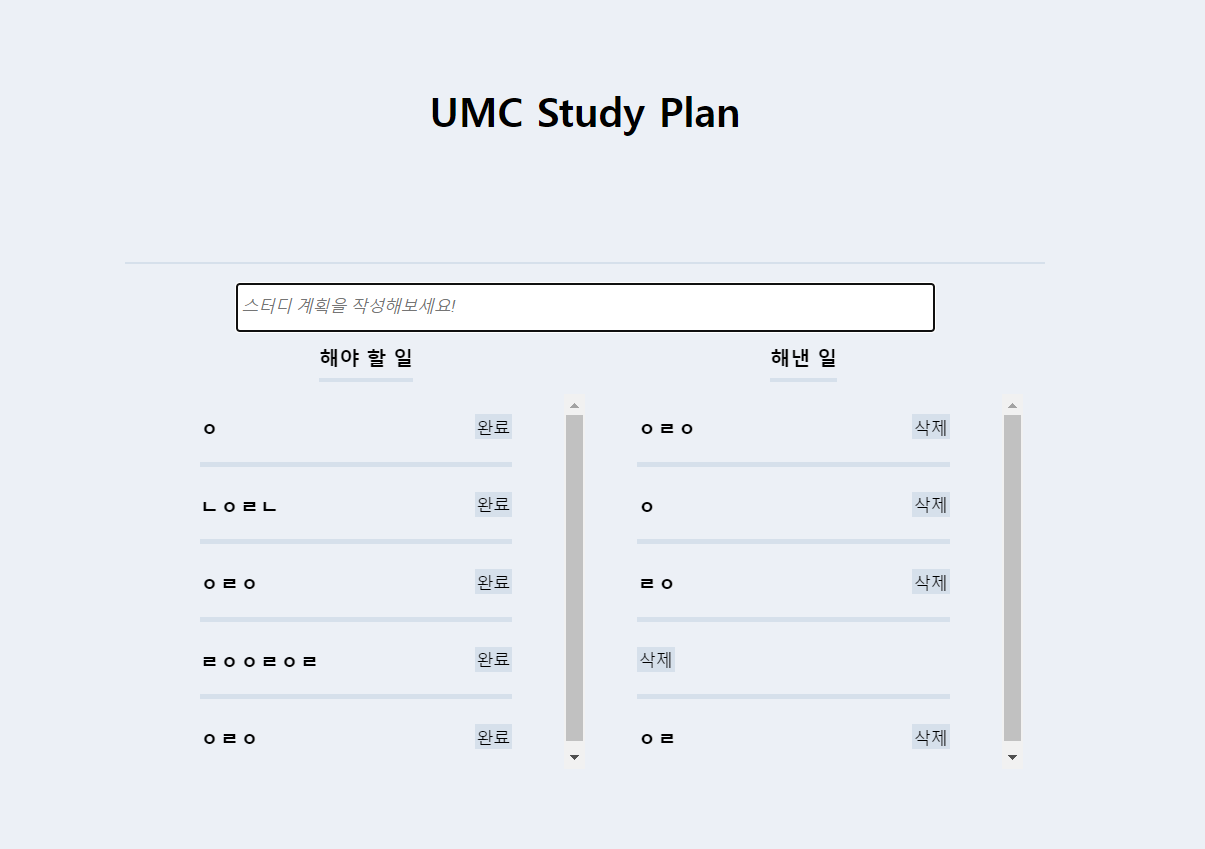 UMC Study Plan
스터디 계획을 작성해보세요!
해야 할 일
ㅇ 완료
ㄴㅇㄹㄴ 완료
ㅇㄹㅇ 완료
ㄹㅇㅇㄹㅇㄹ 완료
ㅇㄹㅇ 완료
해낸 일
ㅇㄹㅇ 삭제
ㅇ 삭제
ㄹㅇ 삭제
삭제
ㅇㄹ 삭제